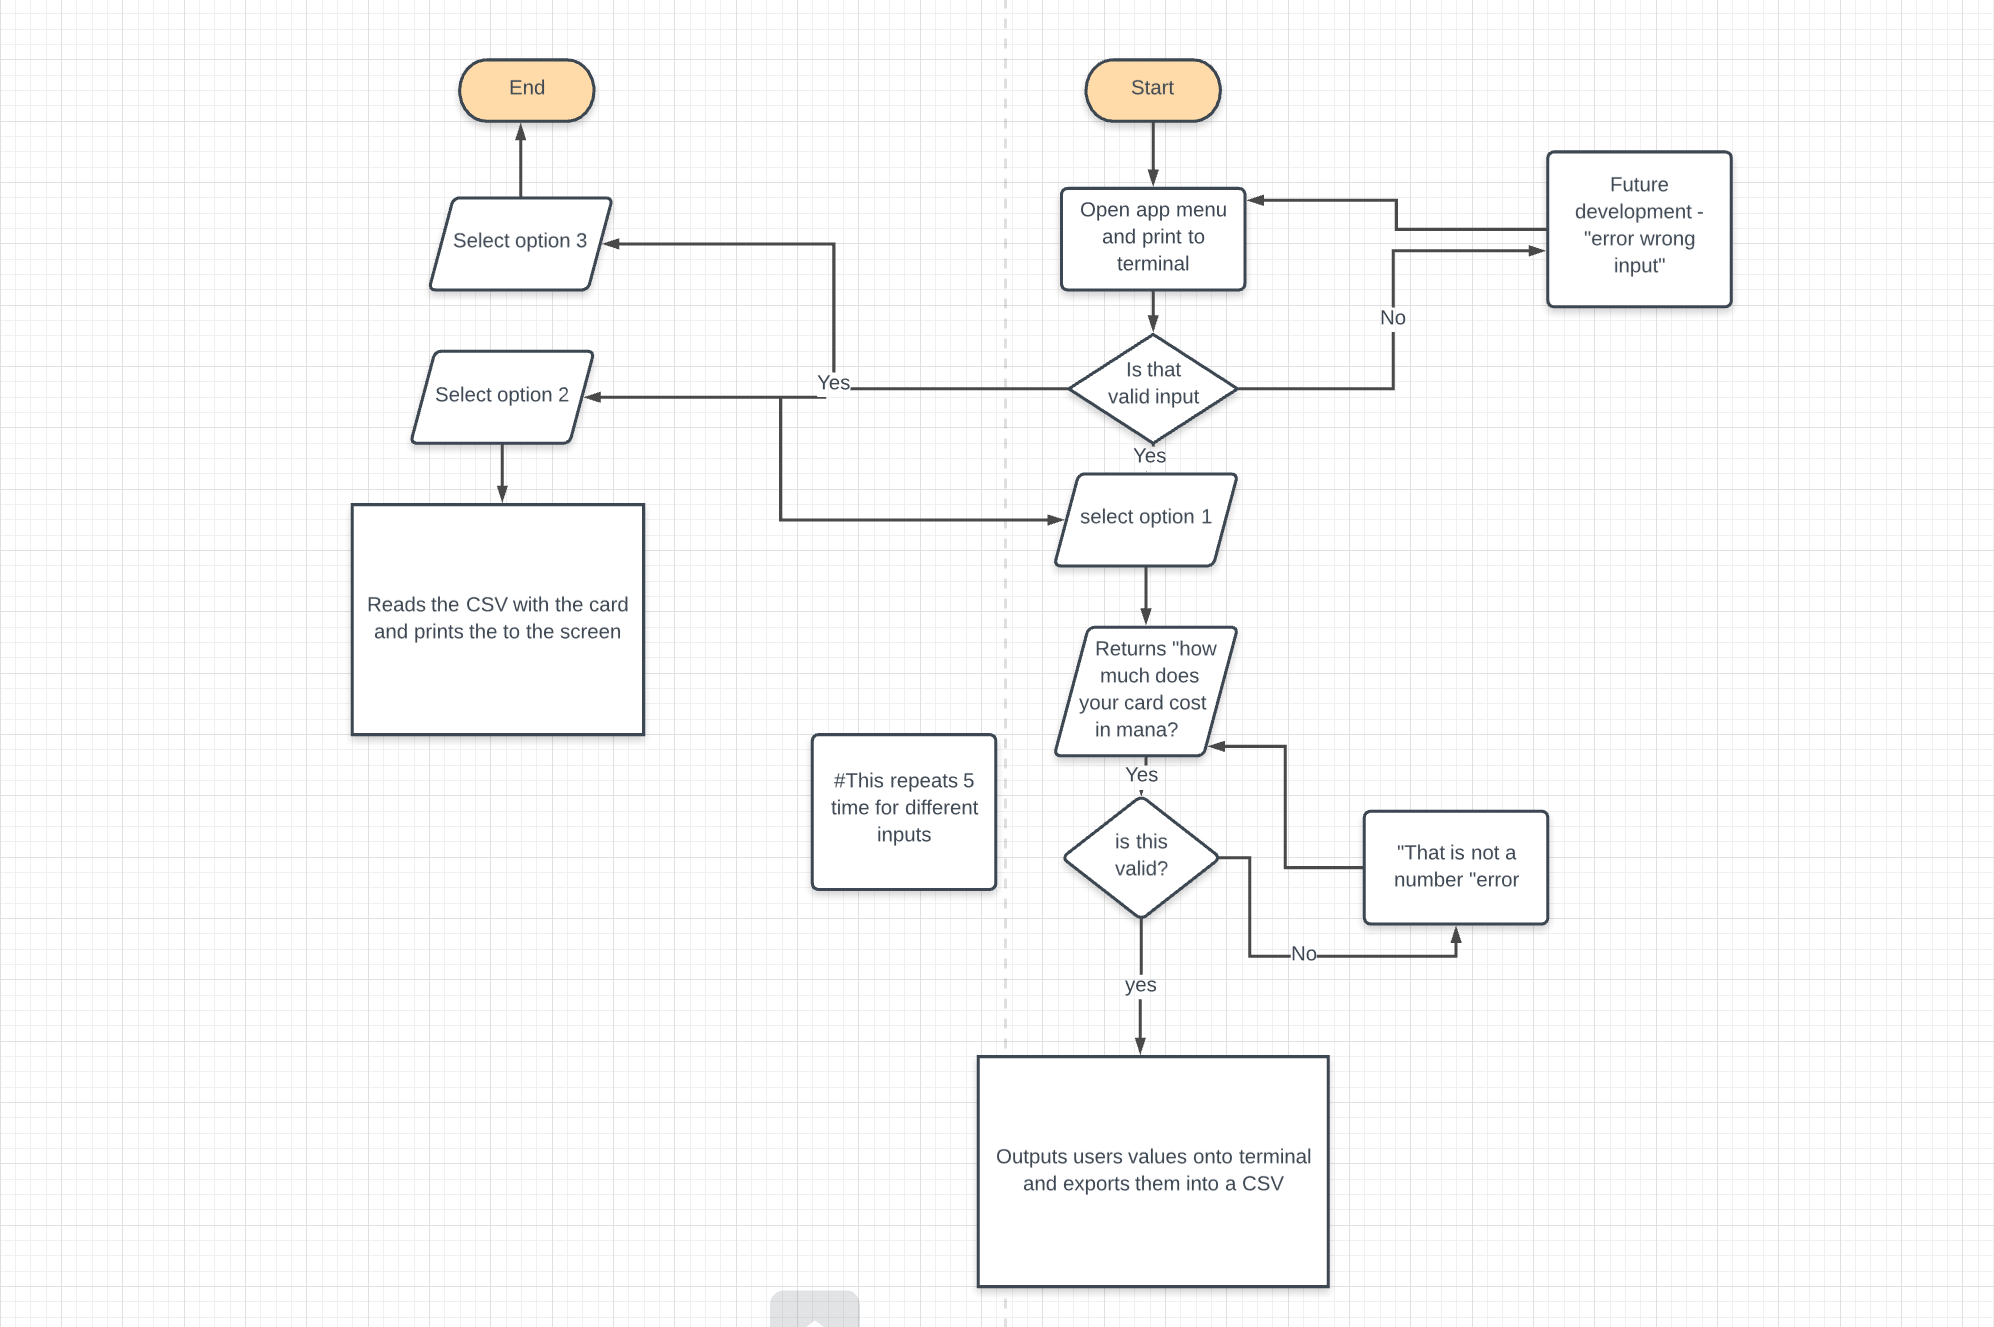 End
Start
Future
development -
"error wrong
input"
Open app menu
and print to
terminal
Select option 3
No
Is that
valid input
Yes
Select option 2
Yes
select option 1
Reads the CSV with the card
and prints the to the screen
Returns "how
much does
your card cost
in mana?
Yes
#This repeats 5
time for different
inputs
is this
valid?
"That is not a
number "error
No
yes
Outputs users values onto terminal
and exports them into a CSV